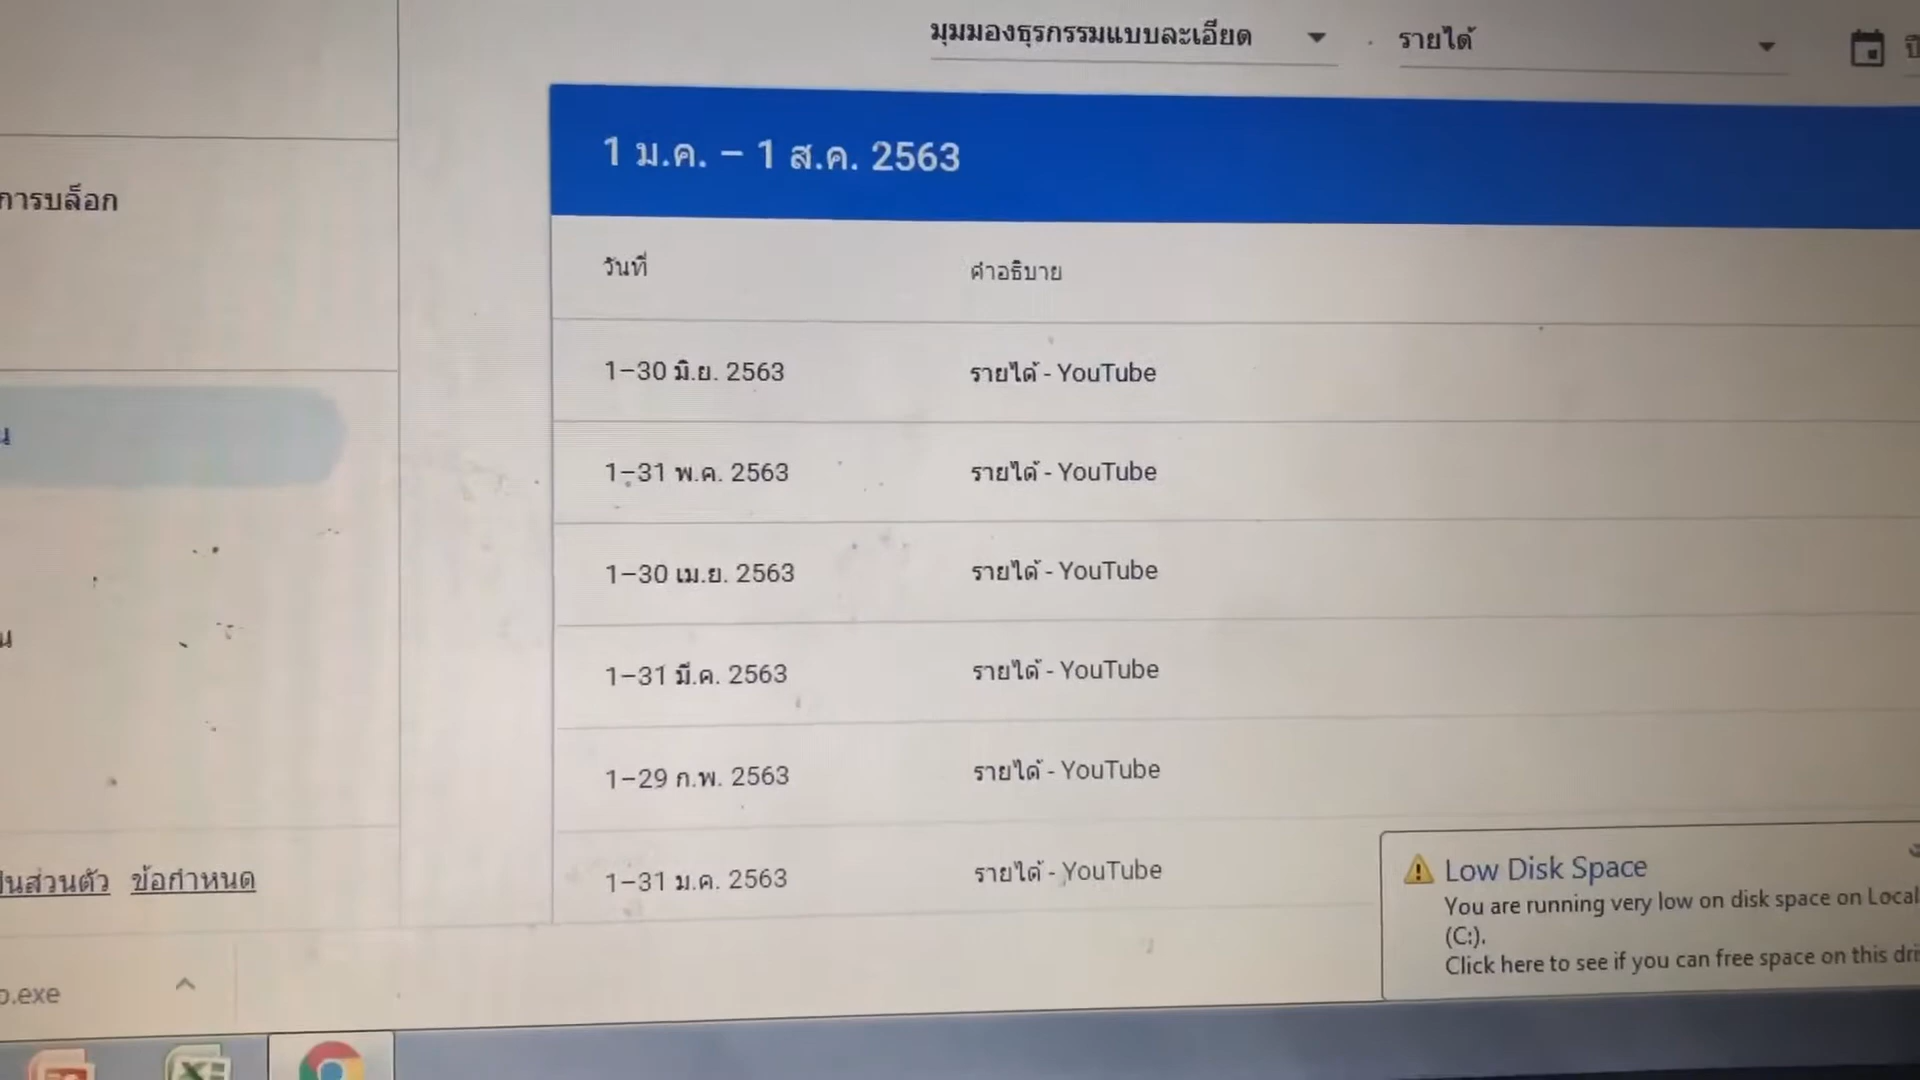 มุมมองธุรกรรมแบบละเอียด
รายได้
1 ม.ค. – 1 ส.ค. 2563
การบล็อก
วันที่
คำอธิบาย
1–30 มิ.ย. 2563
รายได้ - YouTube
1–31 พ.ค. 2563
รายได้ - YouTube
1–30 เม.ย. 2563
รายได้ - YouTube
1–31 มี.ค. 2563
รายได้ - YouTube
1–29 ก.พ. 2563
รายได้ - YouTube
1–31 ม.ค. 2563
รายได้ - YouTube
ข้อกำหนด
Low Disk Space
You are running very low on disk space on Local
(C:).
Click here to see if you can free space on this
.exe